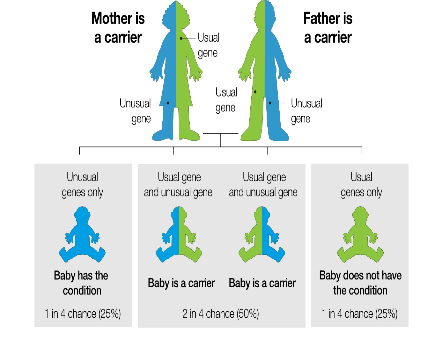 Mother is
a carrier
Father is
a carrier
Usual
gene
Unusual
gene
Usual
gene
Unusual
gene
Unusual
genes only
Usual gene
and unusual gene
Usual gene
and unusual gene
Usual
genes only
Baby has the
condition
Baby is a carrier
Baby is a carrier
Baby does not have
the condition
1 in 4 chance (25%)
2 in 4 chance (50%)
1 in 4 chance (25%)